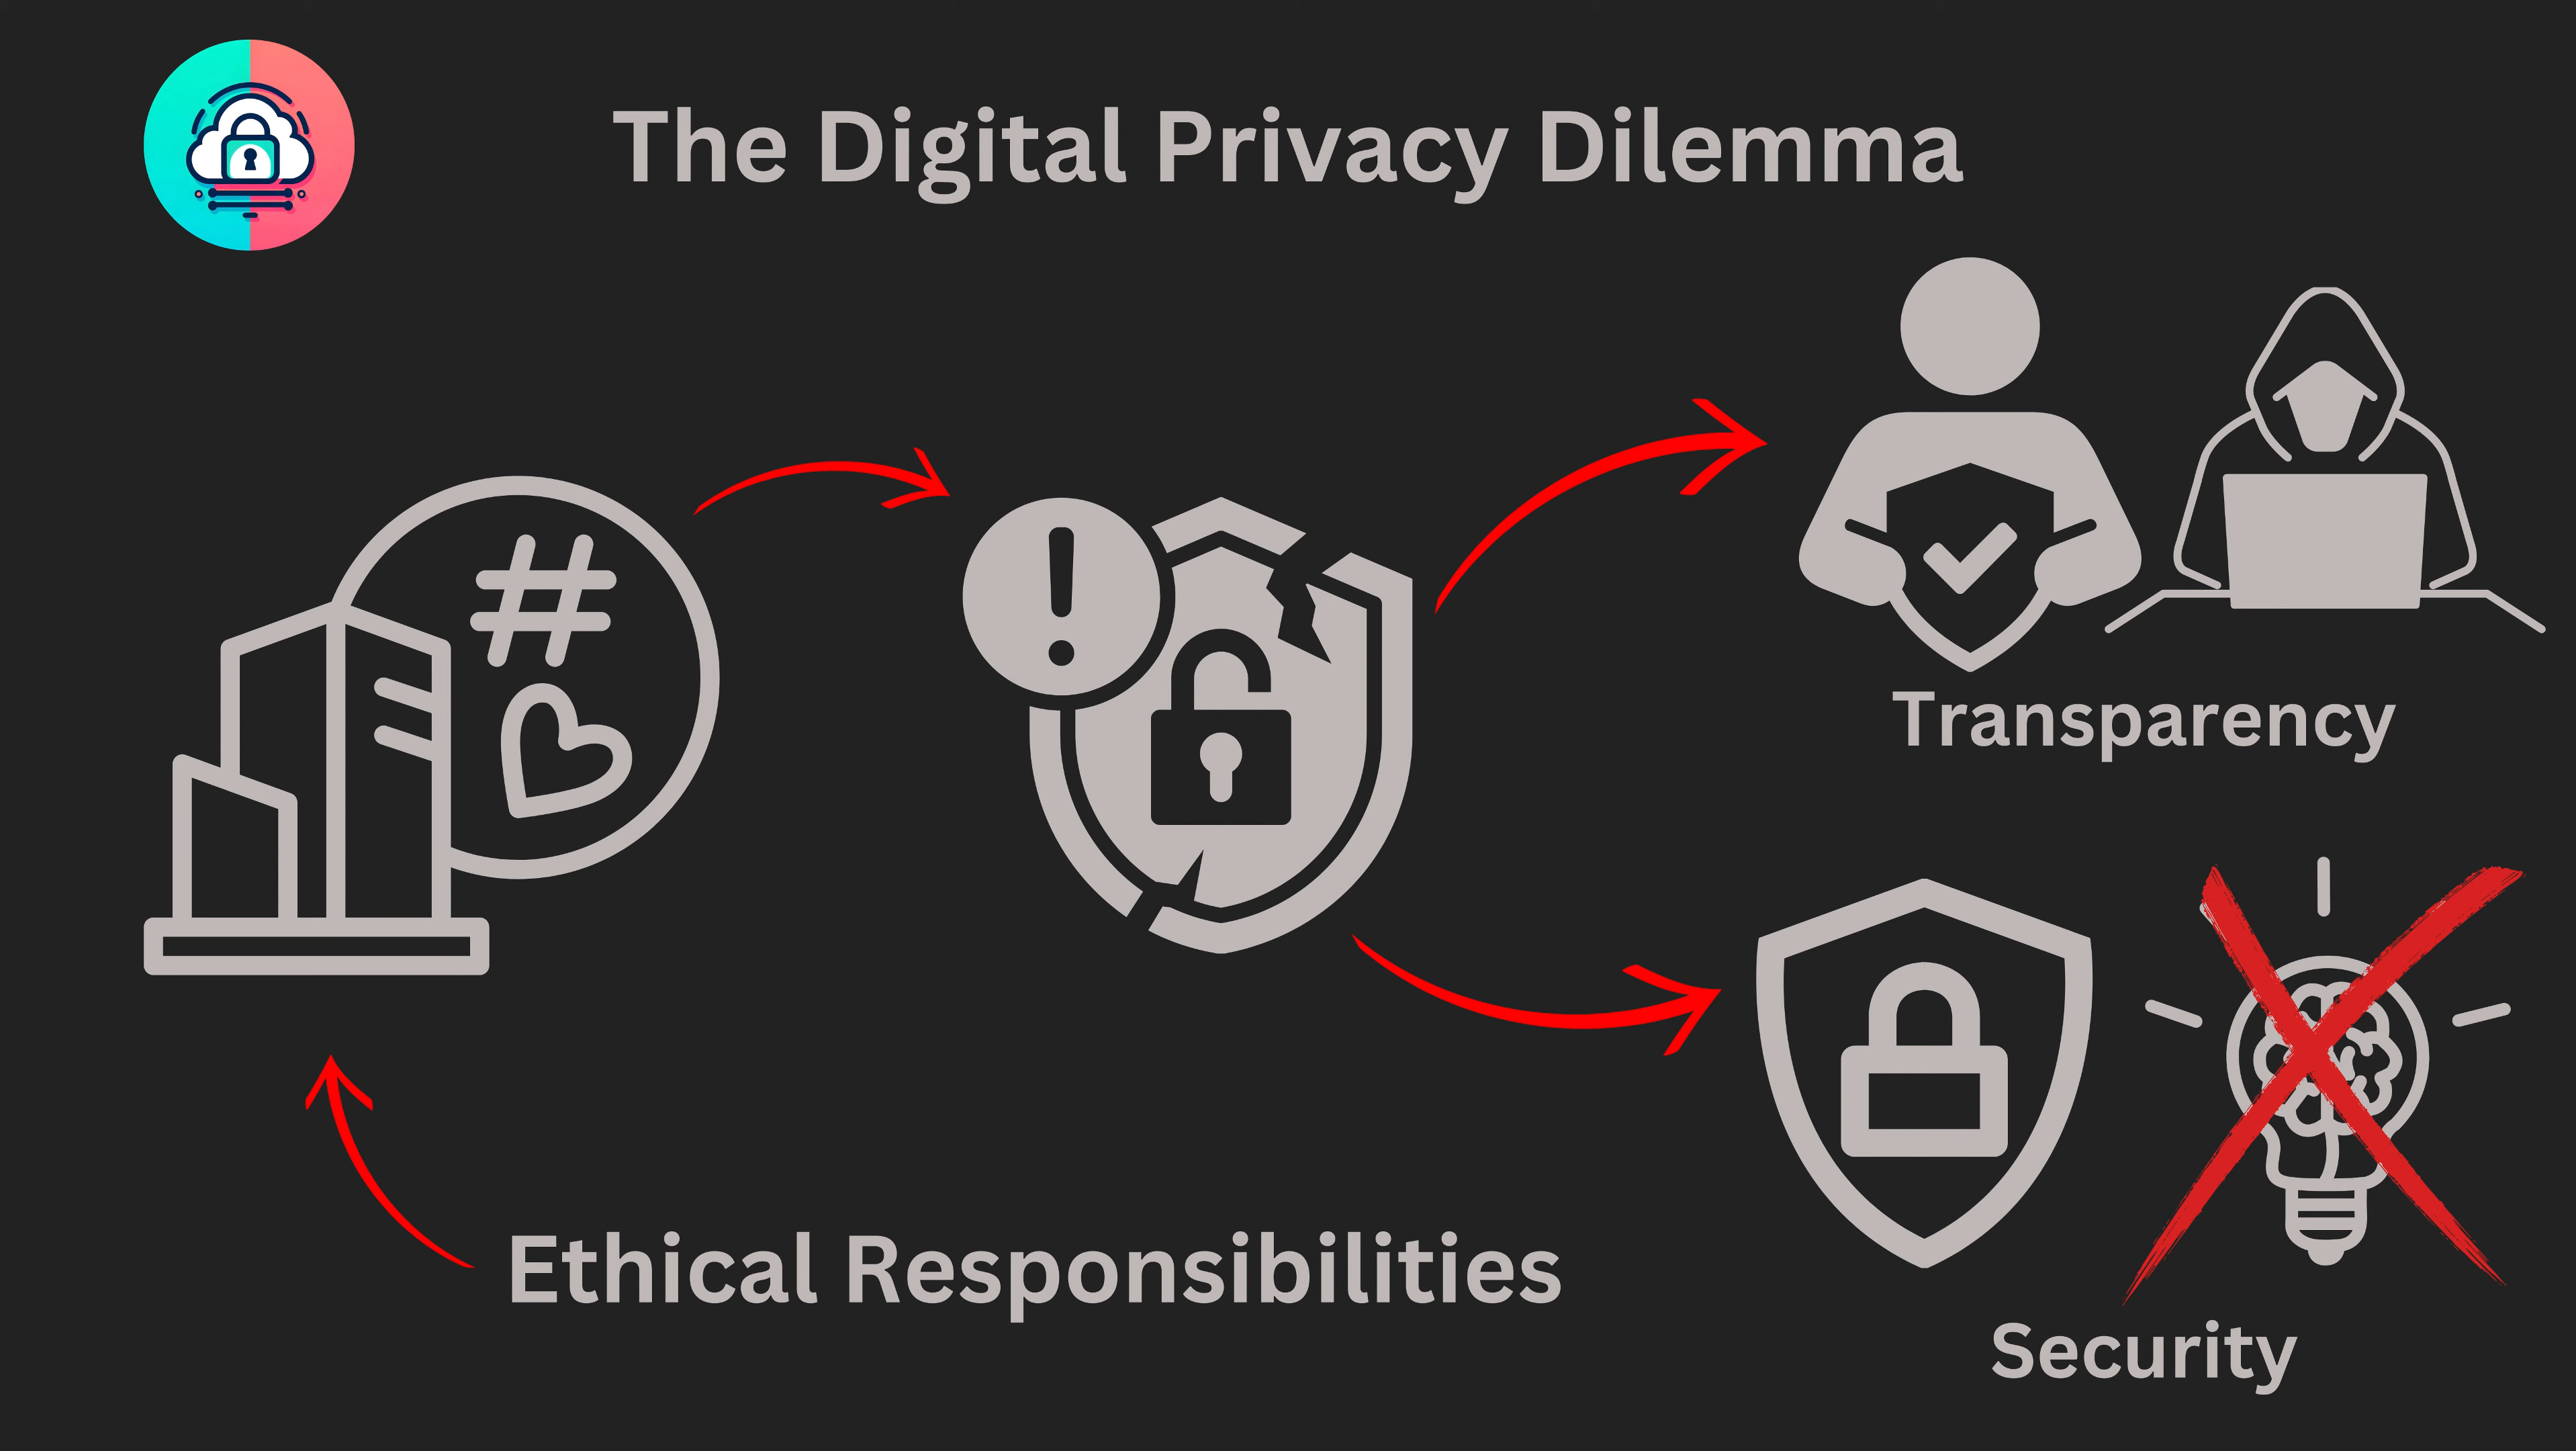 The Digital Privacy Dilemma
Transparency
Ethical Responsibilities
Security